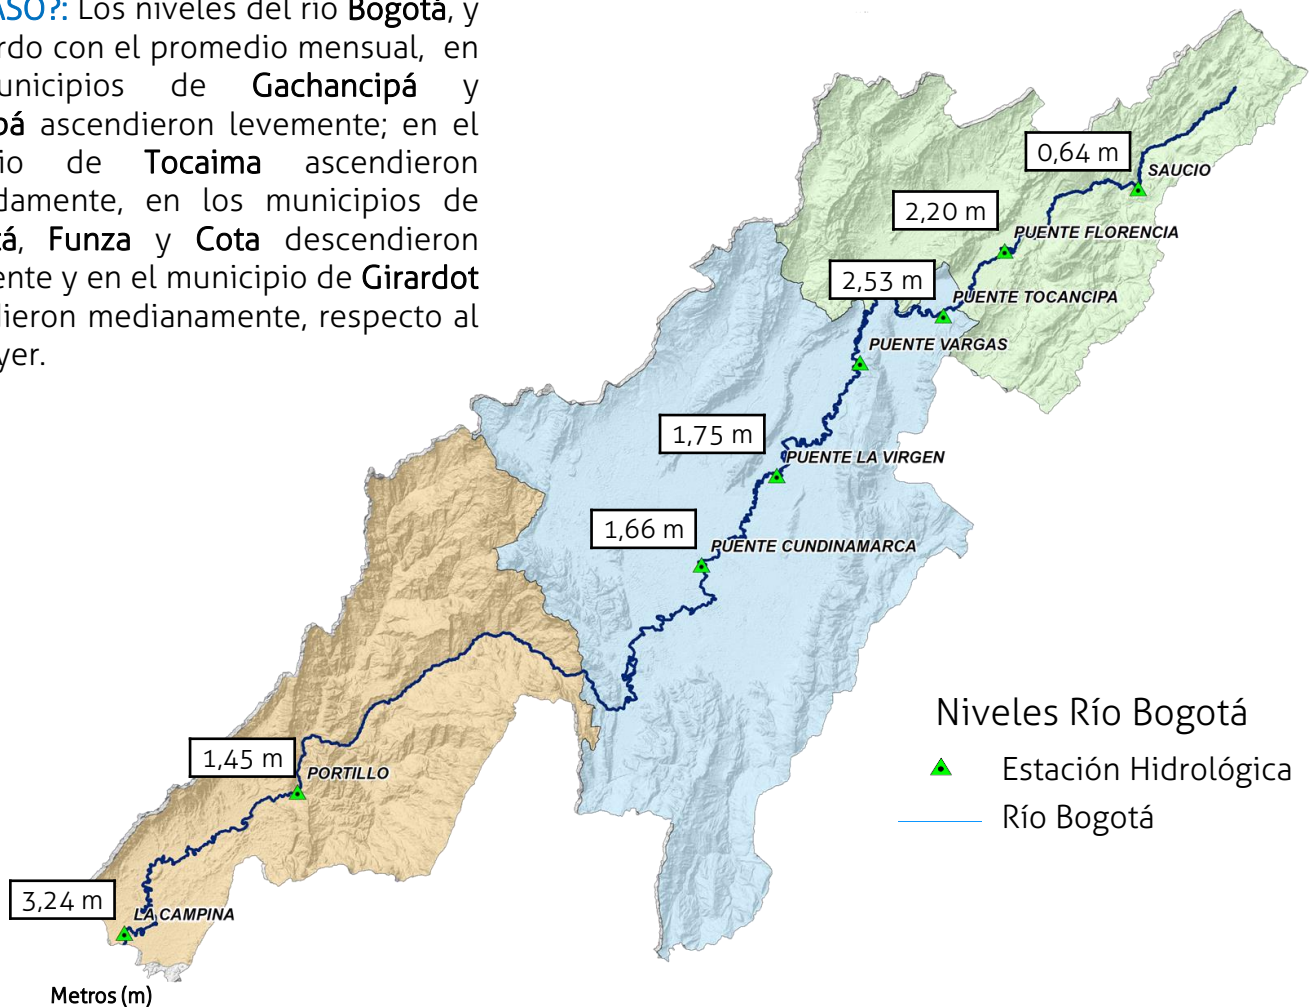 ASO?: Los niveles del río Bogotá, y
rdo con el promedio mensual, en
unicipios de Gachancipá y
pá ascendieron levemente; en el
io de Tocaima ascendieron
damente, en los municipios de
tá, Funza y Cota descendieron
ente y en el municipio de Girardot
dieron medianamente, respecto al
yer.
0,64 m
SAUCIO
2,20 m
PUENTE FLORENCIA
2,53 m
PUENTE TOCANCIPA
PUENTE VARGAS
1,75 m
PUENTE LA VIRGEN
1,66 m
PUENTE CUNDINAMARCA
Niveles Río Bogotá
Estación Hidrológica
Río Bogotá
1,45 m
PORTILLO
3,24 m
LA CAMPINA
Metros (m)